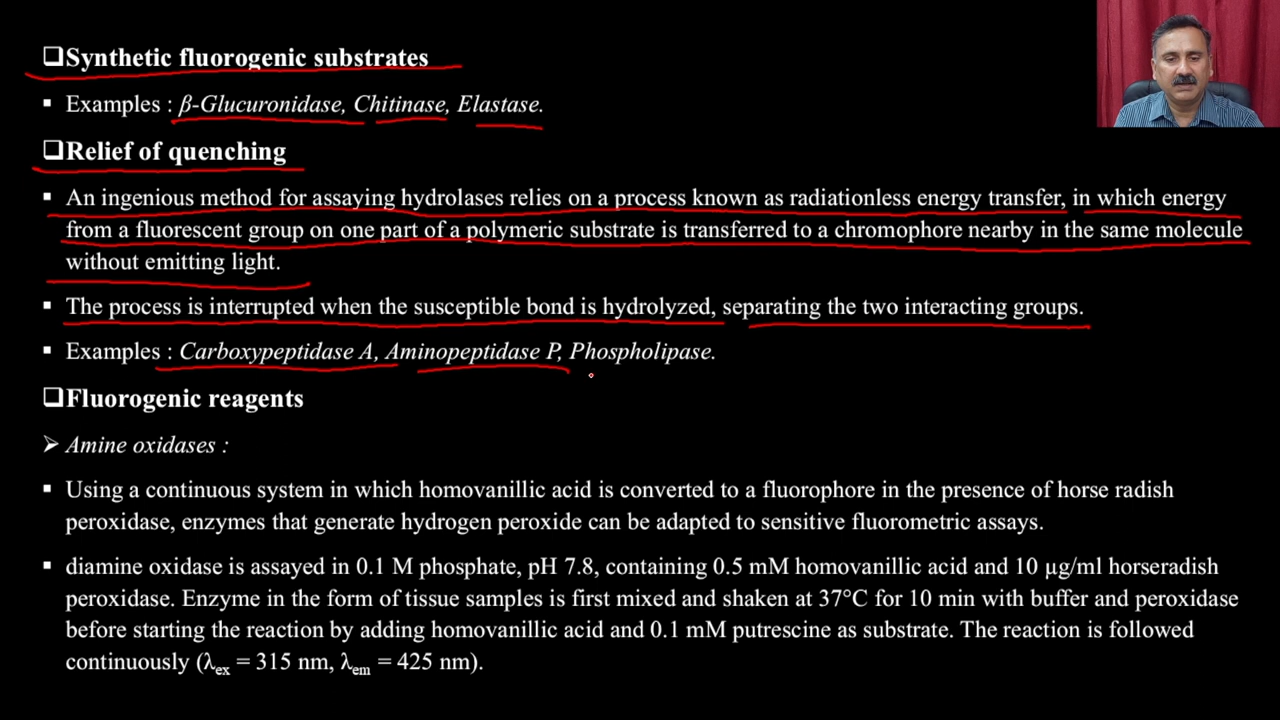 ❑Synthetic fluorogenic substrates
▪ Examples : β-Glucuronidase, Chitinase, Elastase.
❑Relief of quenching
▪ An ingenious method for assaying hydrolases relies on a process known as radiationless energy transfer, in which energy
from a fluorescent group on one part of a polymeric substrate is transferred to a chromophore nearby in the same molecule
without emitting light.
▪ The process is interrupted when the susceptible bond is hydrolyzed, separating the two interacting groups.
▪ Examples : Carboxypeptidase A, Aminopeptidase P, Phospholipase.
❑Fluorogenic reagents
➢ Amine oxidases :
▪ Using a continuous system in which homovanillic acid is converted to a fluorophore in the presence of horse radish
peroxidase, enzymes that generate hydrogen peroxide can be adapted to sensitive fluorometric assays.
▪ diamine oxidase is assayed in 0.1 M phosphate, pH 7.8, containing 0.5 mM homovanillic acid and 10 μg/ml horseradish
peroxidase. Enzyme in the form of tissue samples is first mixed and shaken at 37°C for 10 min with buffer and peroxidase
before starting the reaction by adding homovanillic acid and 0.1 mM putrescine as substrate. The reaction is followed
continuously (λex = 315 nm, λem = 425 nm).